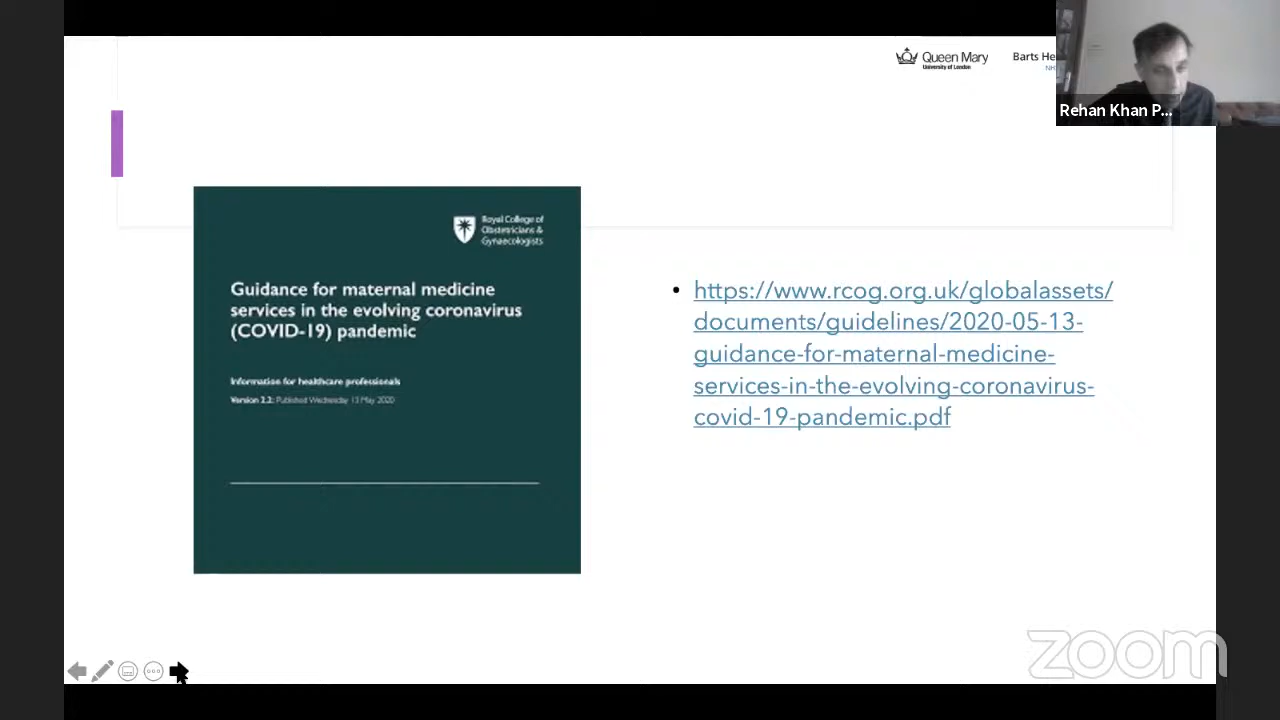 Queen Mary
University of London
Barts He
NH
Rehan Khan P...
Royal College of
Obstetricians &
Gynaecologists
Guidance for maternal medicine
services in the evolving coronavirus
(COVID-19) pandemic
Information for healthcare professionals
Version 2.2: Published Wednesday 13 May 2020
• https://www.rcog.org.uk/globalassets/
documents/guidelines/2020-05-13-
guidance-for-maternal-medicine-
services-in-the-evolving-coronavirus-
covid-19-pandemic.pdf
zoom